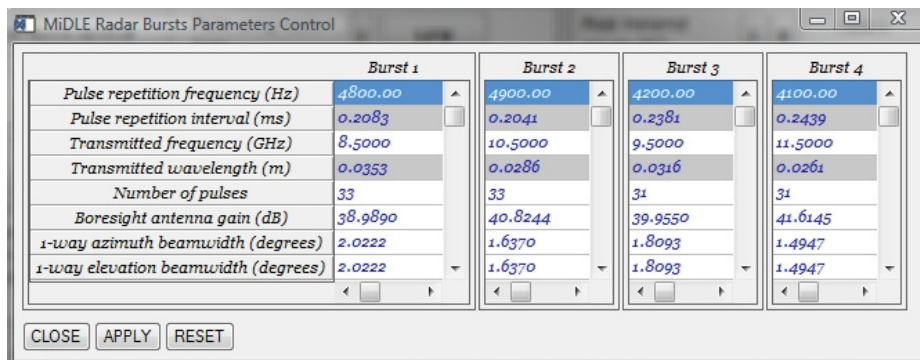 MiDLE Radar Bursts Parameters Control
Burst 1 Burst 2 Burst 3 Burst 4
Pulse repetition frequency (Hz) 4800.00 4900.00 4200.00 4100.00
Pulse repetition interval (ms) 0.2083 0.2041 0.2381 0.2439
Transmitted frequency (GHz) 8.5000 10.5000 9.5000 11.5000
Transmitted wavelength (m) 0.0353 0.0286 0.0316 0.0261
Number of pulses 33 33 31 31
Boresight antenna gain (dB) 38.9890 40.8244 39.9550 41.6145
1-way azimuth beamwidth (degrees) 2.0222 1.6370 1.8093 1.4947
1-way elevation beamwidth (degrees) 2.0222 1.6370 1.8093 1.4947
CLOSE APPLY RESET